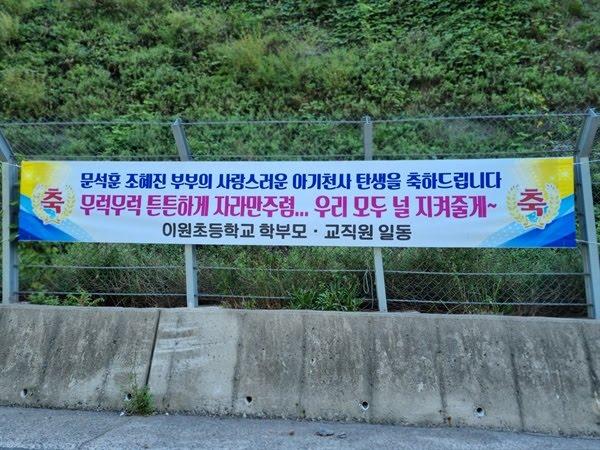 문석훈 조혜진 부부의 사랑스러운 아기천사 탄생을 축하드립니다
축 무럭무럭 튼튼하게 자라만주렴... 우리 모두 널 지켜줄게~ 축
이원초등학교 학부모 · 교직원 일동